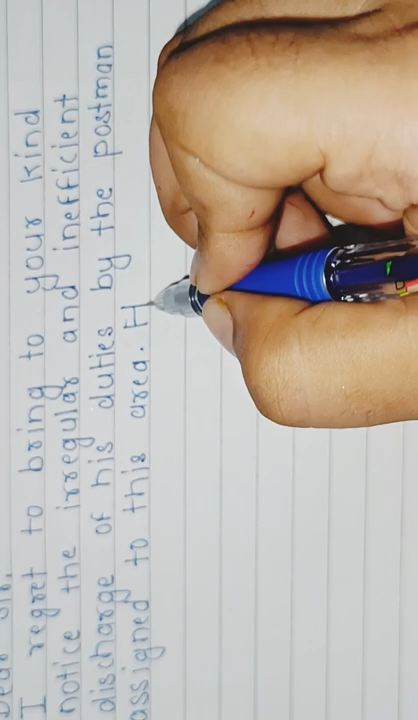 Dear Sir,
I regret to bring to your kind
notice the irregular and inefficient
discharge of his duties by the postman
assigned to this area. H